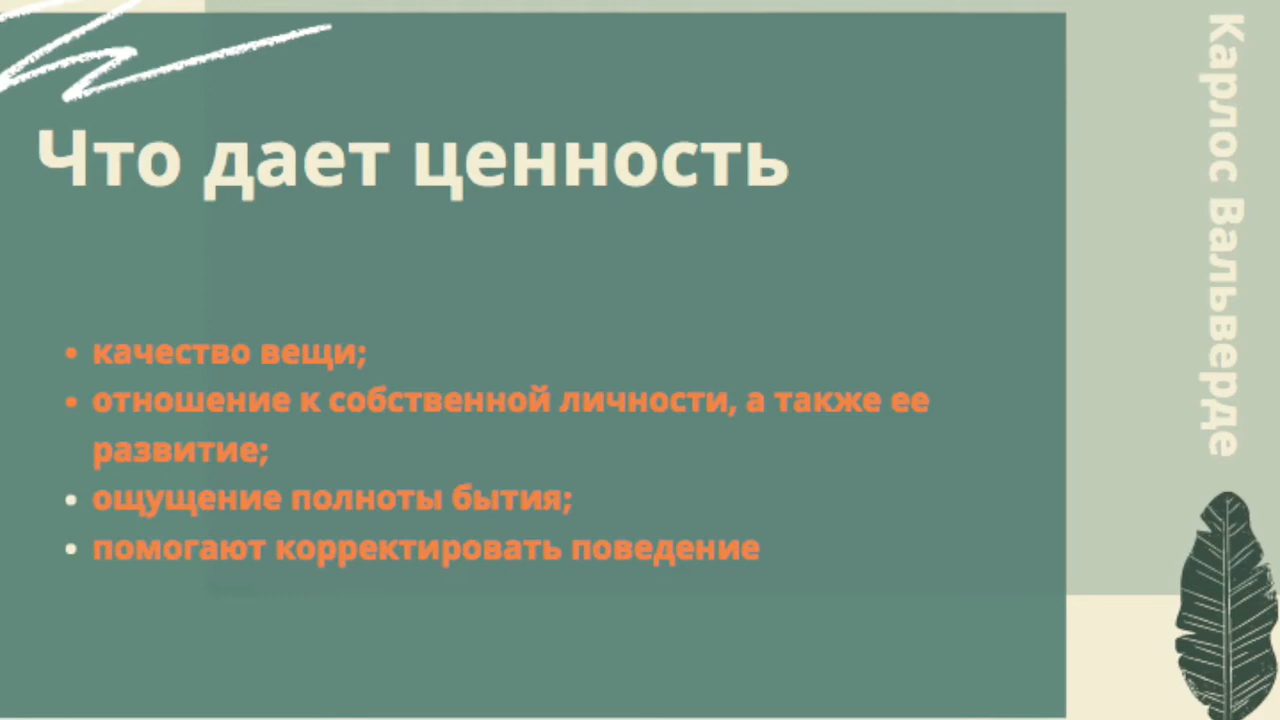 Что дает ценность
• качество вещи;
• отношение к собственной личности, а также ее
развитие;
• ощущение полноты бытия;
• помогают корректировать поведение
Карлос Вальверде